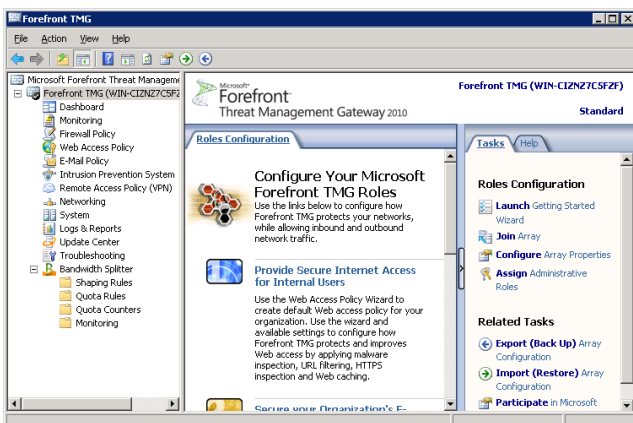 Forefront TMG
File Action View Help
Microsoft Forefront Threat Manageme
Forefront TMG (WIN-CIZNZ7C5FZ
Dashboard
Monitoring
Firewall Policy
Web Access Policy
E-Mail Policy
Intrusion Prevention System
Remote Access Policy (VPN)
Networking
System
Logs & Reports
Update Center
Troubleshooting
Bandwidth Splitter
Shaping Rules
Quota Rules
Quota Counters
Monitoring
Microsoft
Forefront
Threat Management Gateway 2010
Forefront TMG (WIN-CIZNZ7C5FZF)
Standard
Roles Configuration
Configure Your Microsoft
Forefront TMG Roles
Use the links below to configure how
Forefront TMG protects your networks,
while allowing inbound and outbound
network traffic.
Provide Secure Internet Access
for Internal Users
Use the Web Access Policy Wizard to
create default Web access policy for your
organization. Use the wizard and
available settings to configure how
Forefront TMG protects and improves
Web access by applying malware
inspection, URL filtering, HTTPS
inspection and Web caching.
Secure your Organization's E-
Tasks Help
Roles Configuration
Launch Getting Started
Wizard
Join Array
Configure Array Properties
Assign Administrative
Roles
Related Tasks
Export (Back Up) Array
Configuration
Import (Restore) Array
Configuration
Participate in Microsoft